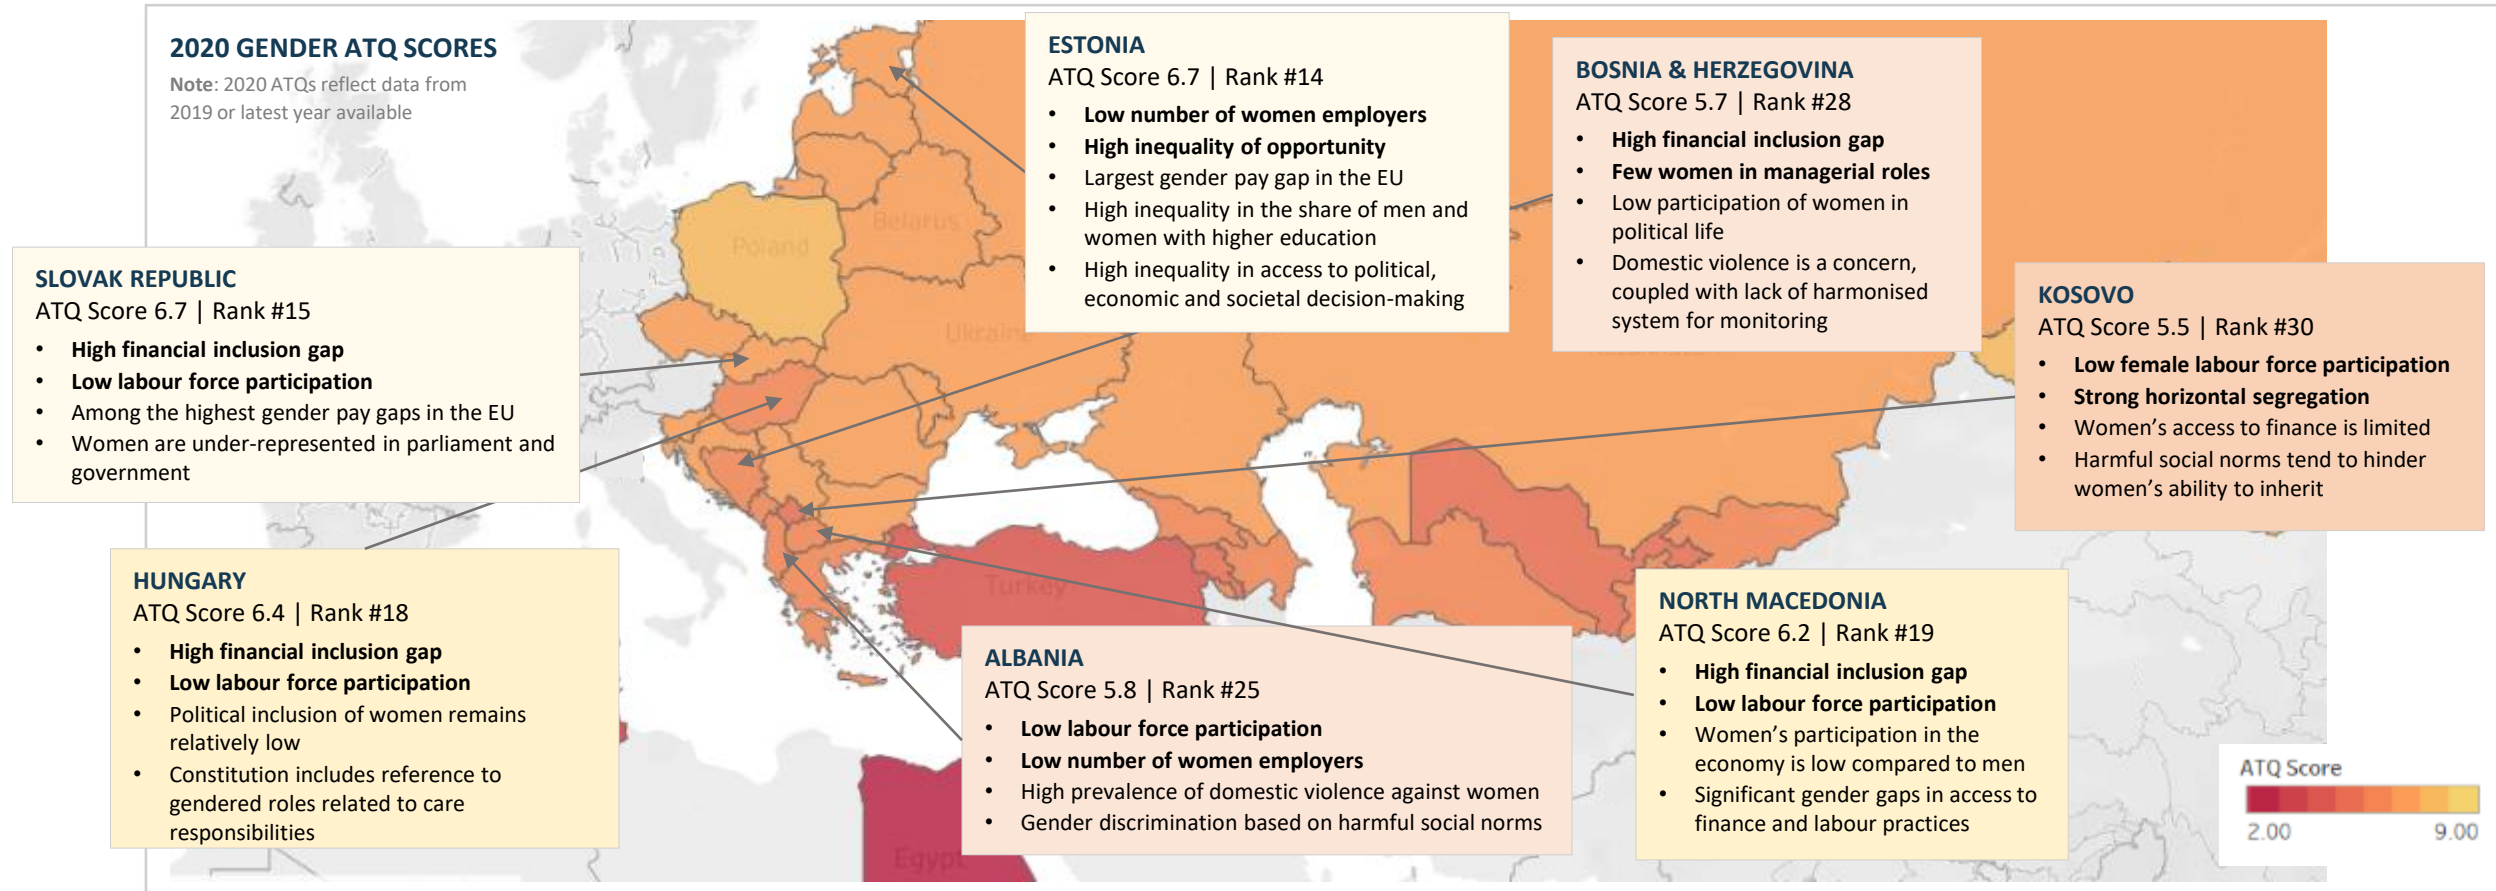 2020 GENDER ATQ SCORES
Note: 2020 ATQs reflect data from
2019 or latest year available
ESTONIA
ATQ Score 6.7 | Rank #14
• Low number of women employers
• High inequality of opportunity
• Largest gender pay gap in the EU
• High inequality in the share of men and
women with higher education
• High inequality in access to political,
economic and societal decision-making
BOSNIA & HERZEGOVINA
ATQ Score 5.7 | Rank #28
• High financial inclusion gap
• Few women in managerial roles
• Low participation of women in
political life
• Domestic violence is a concern,
coupled with lack of harmonised
system for monitoring
SLOVAK REPUBLIC
ATQ Score 6.7 | Rank #15
• High financial inclusion gap
• Low labour force participation
• Among the highest gender pay gaps in the EU
• Women are under-represented in parliament and
government
KOSOVO
ATQ Score 5.5 | Rank #30
• Low female labour force participation
• Strong horizontal segregation
• Women's access to finance is limited
• Harmful social norms tend to hinder
women's ability to inherit
HUNGARY
ATQ Score 6.4 | Rank #18
• High financial inclusion gap
• Low labour force participation
• Political inclusion of women remains
relatively low
• Constitution includes reference to
gendered roles related to care
responsibilities
ALBANIA
ATQ Score 5.8 | Rank #25
• Low labour force participation
• Low number of women employers
• High prevalence of domestic violence against women
• Gender discrimination based on harmful social norms
NORTH MACEDONIA
ATQ Score 6.2 | Rank #19
• High financial inclusion gap
• Low labour force participation
• Women's participation in the
economy is low compared to men
• Significant gender gaps in access to
finance and labour practices
Belarus
Poland
Ukraine
Turkey
Egypt
ATQ Score
2.00 9.00